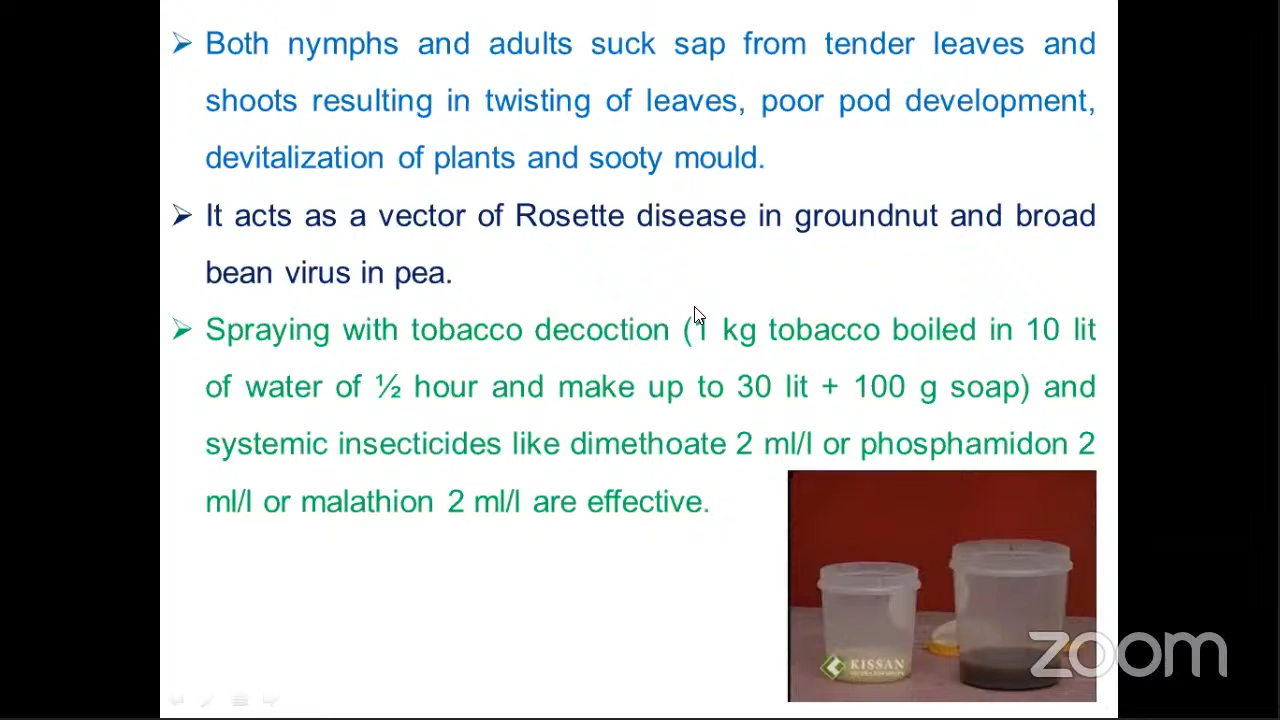 Both nymphs and adults suck sap from tender leaves and
shoots resulting in twisting of leaves, poor pod development,
devitalization of plants and sooty mould.
It acts as a vector of Rosette disease in groundnut and broad
bean virus in pea.
Spraying with tobacco decoction (1 kg tobacco boiled in 10 lit
of water of ½ hour and make up to 30 lit + 100 g soap) and
systemic insecticides like dimethoate 2 ml/l or phosphamidon 2
ml/l or malathion 2 ml/l are effective.
KISSAN
zoom